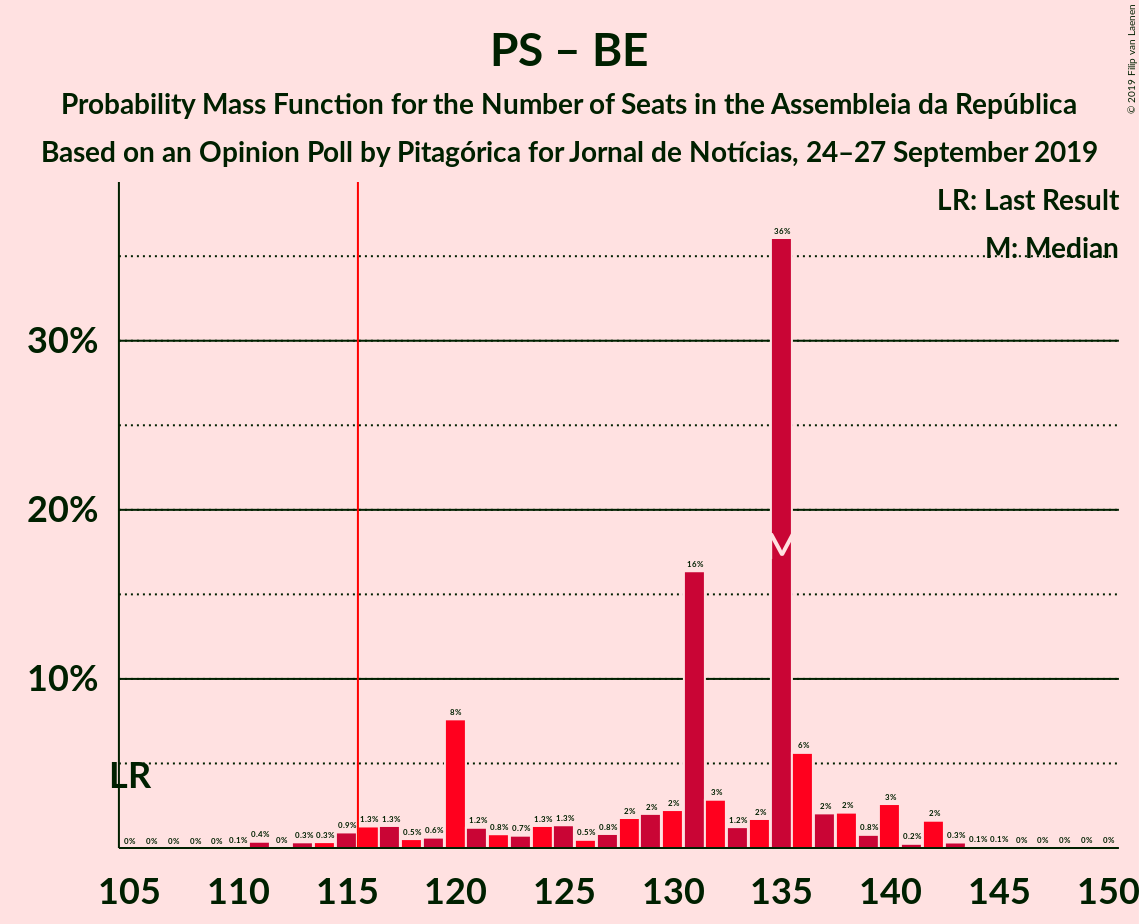 PS – BE
Probability Mass Function for the Number of Seats in the Assembleia da República
Based on an Opinion Poll by Pitagórica for Jornal de Notícias, 24–27 September 2019
© 2019 Filip van Laenen
LR: Last Result
M: Median
30%
20%
10%
LR
0% 0% 0% 0% 0% 0.1% 0.4% 0% 0.3% 0.3% 0.9% 1.3% 1.3% 0.5% 0.6% 8% 1.2% 0.8% 0.7% 1.3% 1.3% 0.5% 0.8% 2% 2% 2% 16% 3% 1.2% 2% 36% 6% 2% 2% 0.8% 3% 0.2% 2% 0.3% 0.1% 0.1% 0% 0% 0% 0% 0%
105 110 115 120 125 130 135 140 145 150